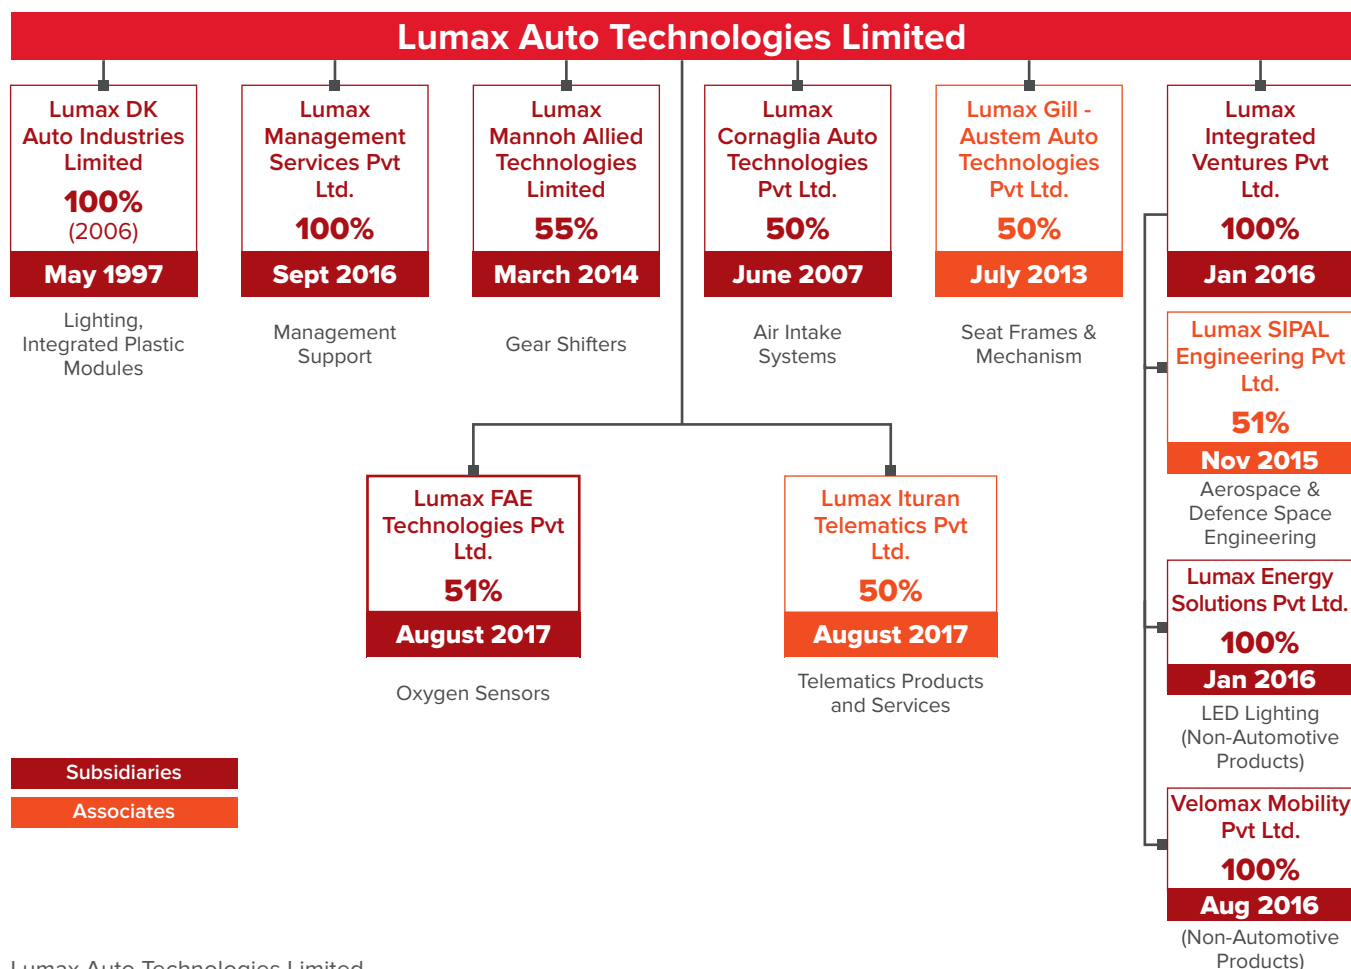 Lumax Auto Technologies Limited
Lumax DK
Auto Industries
Limited
100%
(2006)
May 1997
Lighting,
Integrated Plastic
Modules
Lumax
Management
Services Pvt
Ltd.
100%
Sept 2016
Management
Support
Lumax
Mannoh Allied
Technologies
Limited
55%
March 2014
Gear Shifters
Lumax
Cornaglia Auto
Technologies
Pvt Ltd.
50%
June 2007
Air Intake
Systems
Lumax Gill -
Austem Auto
Technologies
Pvt Ltd.
50%
July 2013
Seat Frames &
Mechanism
Lumax
Integrated
Ventures Pvt
Ltd.
100%
Jan 2016
Lumax SIPAL
Engineering Pvt
Ltd.
51%
Nov 2015
Aerospace &
Defence Space
Engineering
Lumax Energy
Solutions Pvt Ltd.
100%
Jan 2016
LED Lighting
(Non-Automotive
Products)
Velomax Mobility
Pvt Ltd.
100%
Aug 2016
(Non-Automotive
Products)
Lumax FAE
Technologies Pvt
Ltd.
51%
August 2017
Oxygen Sensors
Lumax Ituran
Telematics Pvt
Ltd.
50%
August 2017
Telematics Products
and Services
Subsidiaries
Associates
Lumax Auto Technologies Limited